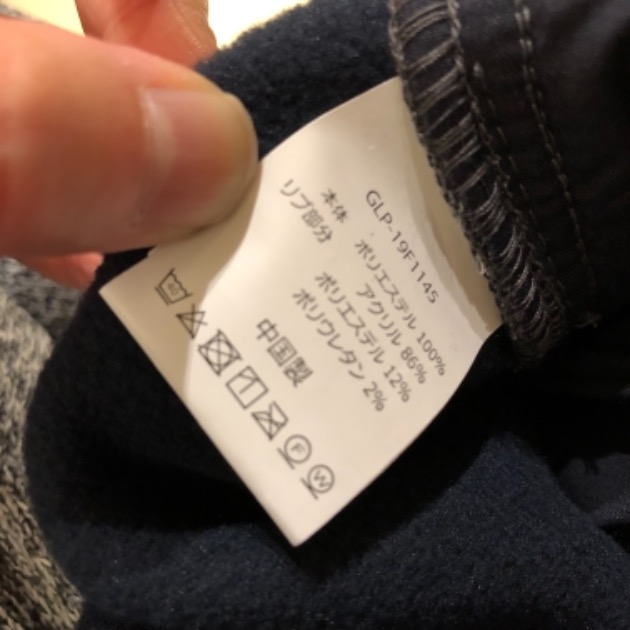 GLP-19F1145
本体 ポリエステル 100%
リブ部分 アクリル 86%
ポリエステル 12%
ポリウレタン 2%
中国製
40
F
W